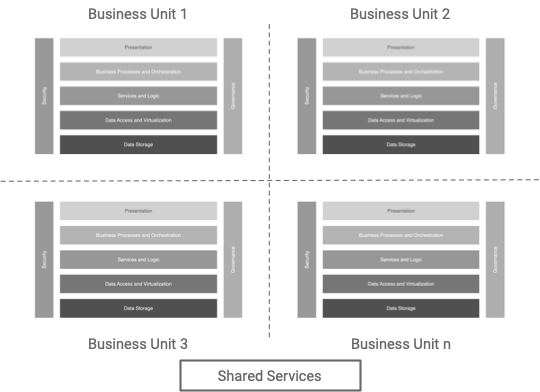 Business Unit 1
Business Unit 2
Presentation
Business Processes and Orchestration
Services and Logic
Data Access and Virtualization
Data Storage
Security
Governance
Presentation
Business Processes and Orchestration
Services and Logic
Data Access and Virtualization
Data Storage
Security
Governance
Presentation
Business Processes and Orchestration
Services and Logic
Data Access and Virtualization
Data Storage
Security
Governance
Presentation
Business Processes and Orchestration
Services and Logic
Data Access and Virtualization
Data Storage
Security
Governance
Business Unit 3
Business Unit n
Shared Services